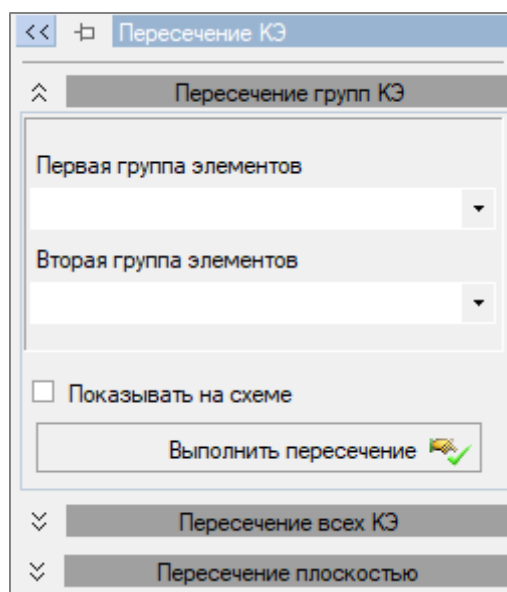 << Пересечение КЭ
Пересечение групп КЭ
Первая группа элементов
Вторая группа элементов
Показывать на схеме
Выполнить пересечение
Пересечение всех КЭ
Пересечение плоскостью